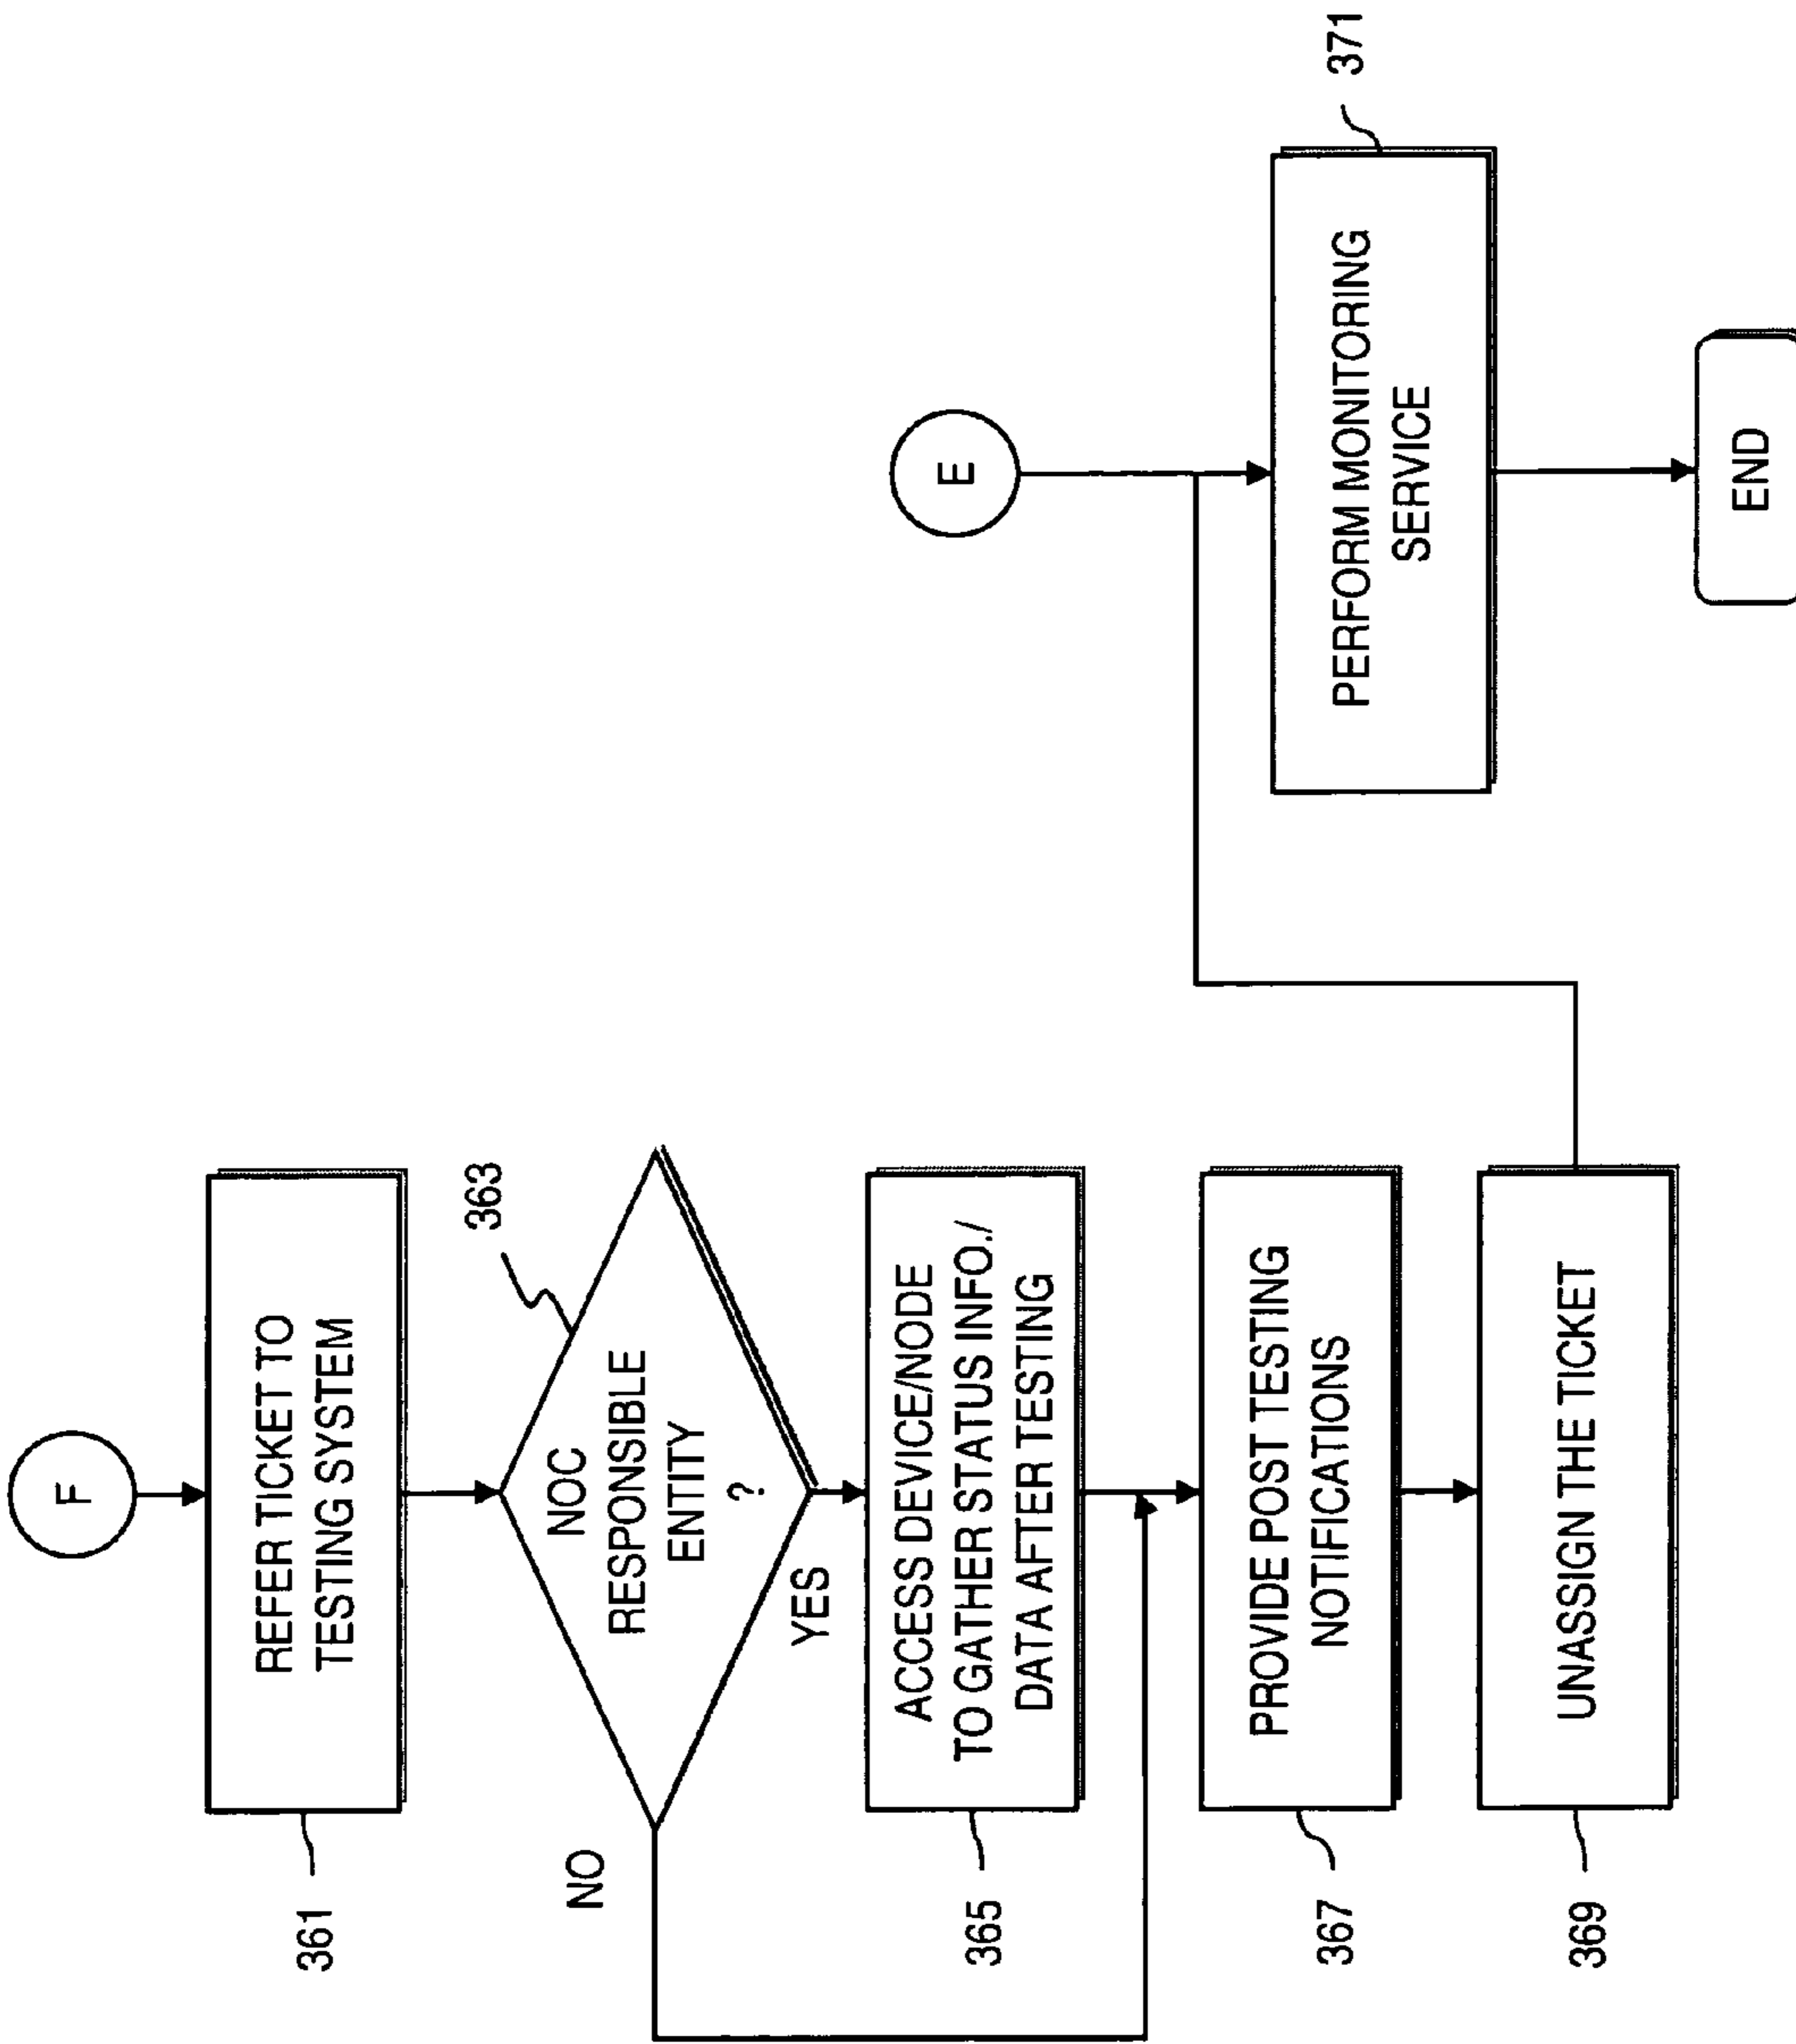 F
REFER TICKET TO
TESTING SYSTEM
361
363
NOC
RESPONSIBLE
ENTITY
?
NO
YES
ACCESS DEVICE/NODE
TO GATHER STATUS INFO./
DATA AFTER TESTING
365
PROVIDE POST TESTING
NOTIFICATIONS
367
UNASSIGN THE TICKET
369
E
PERFORM MONITORING
SERVICE
371
END